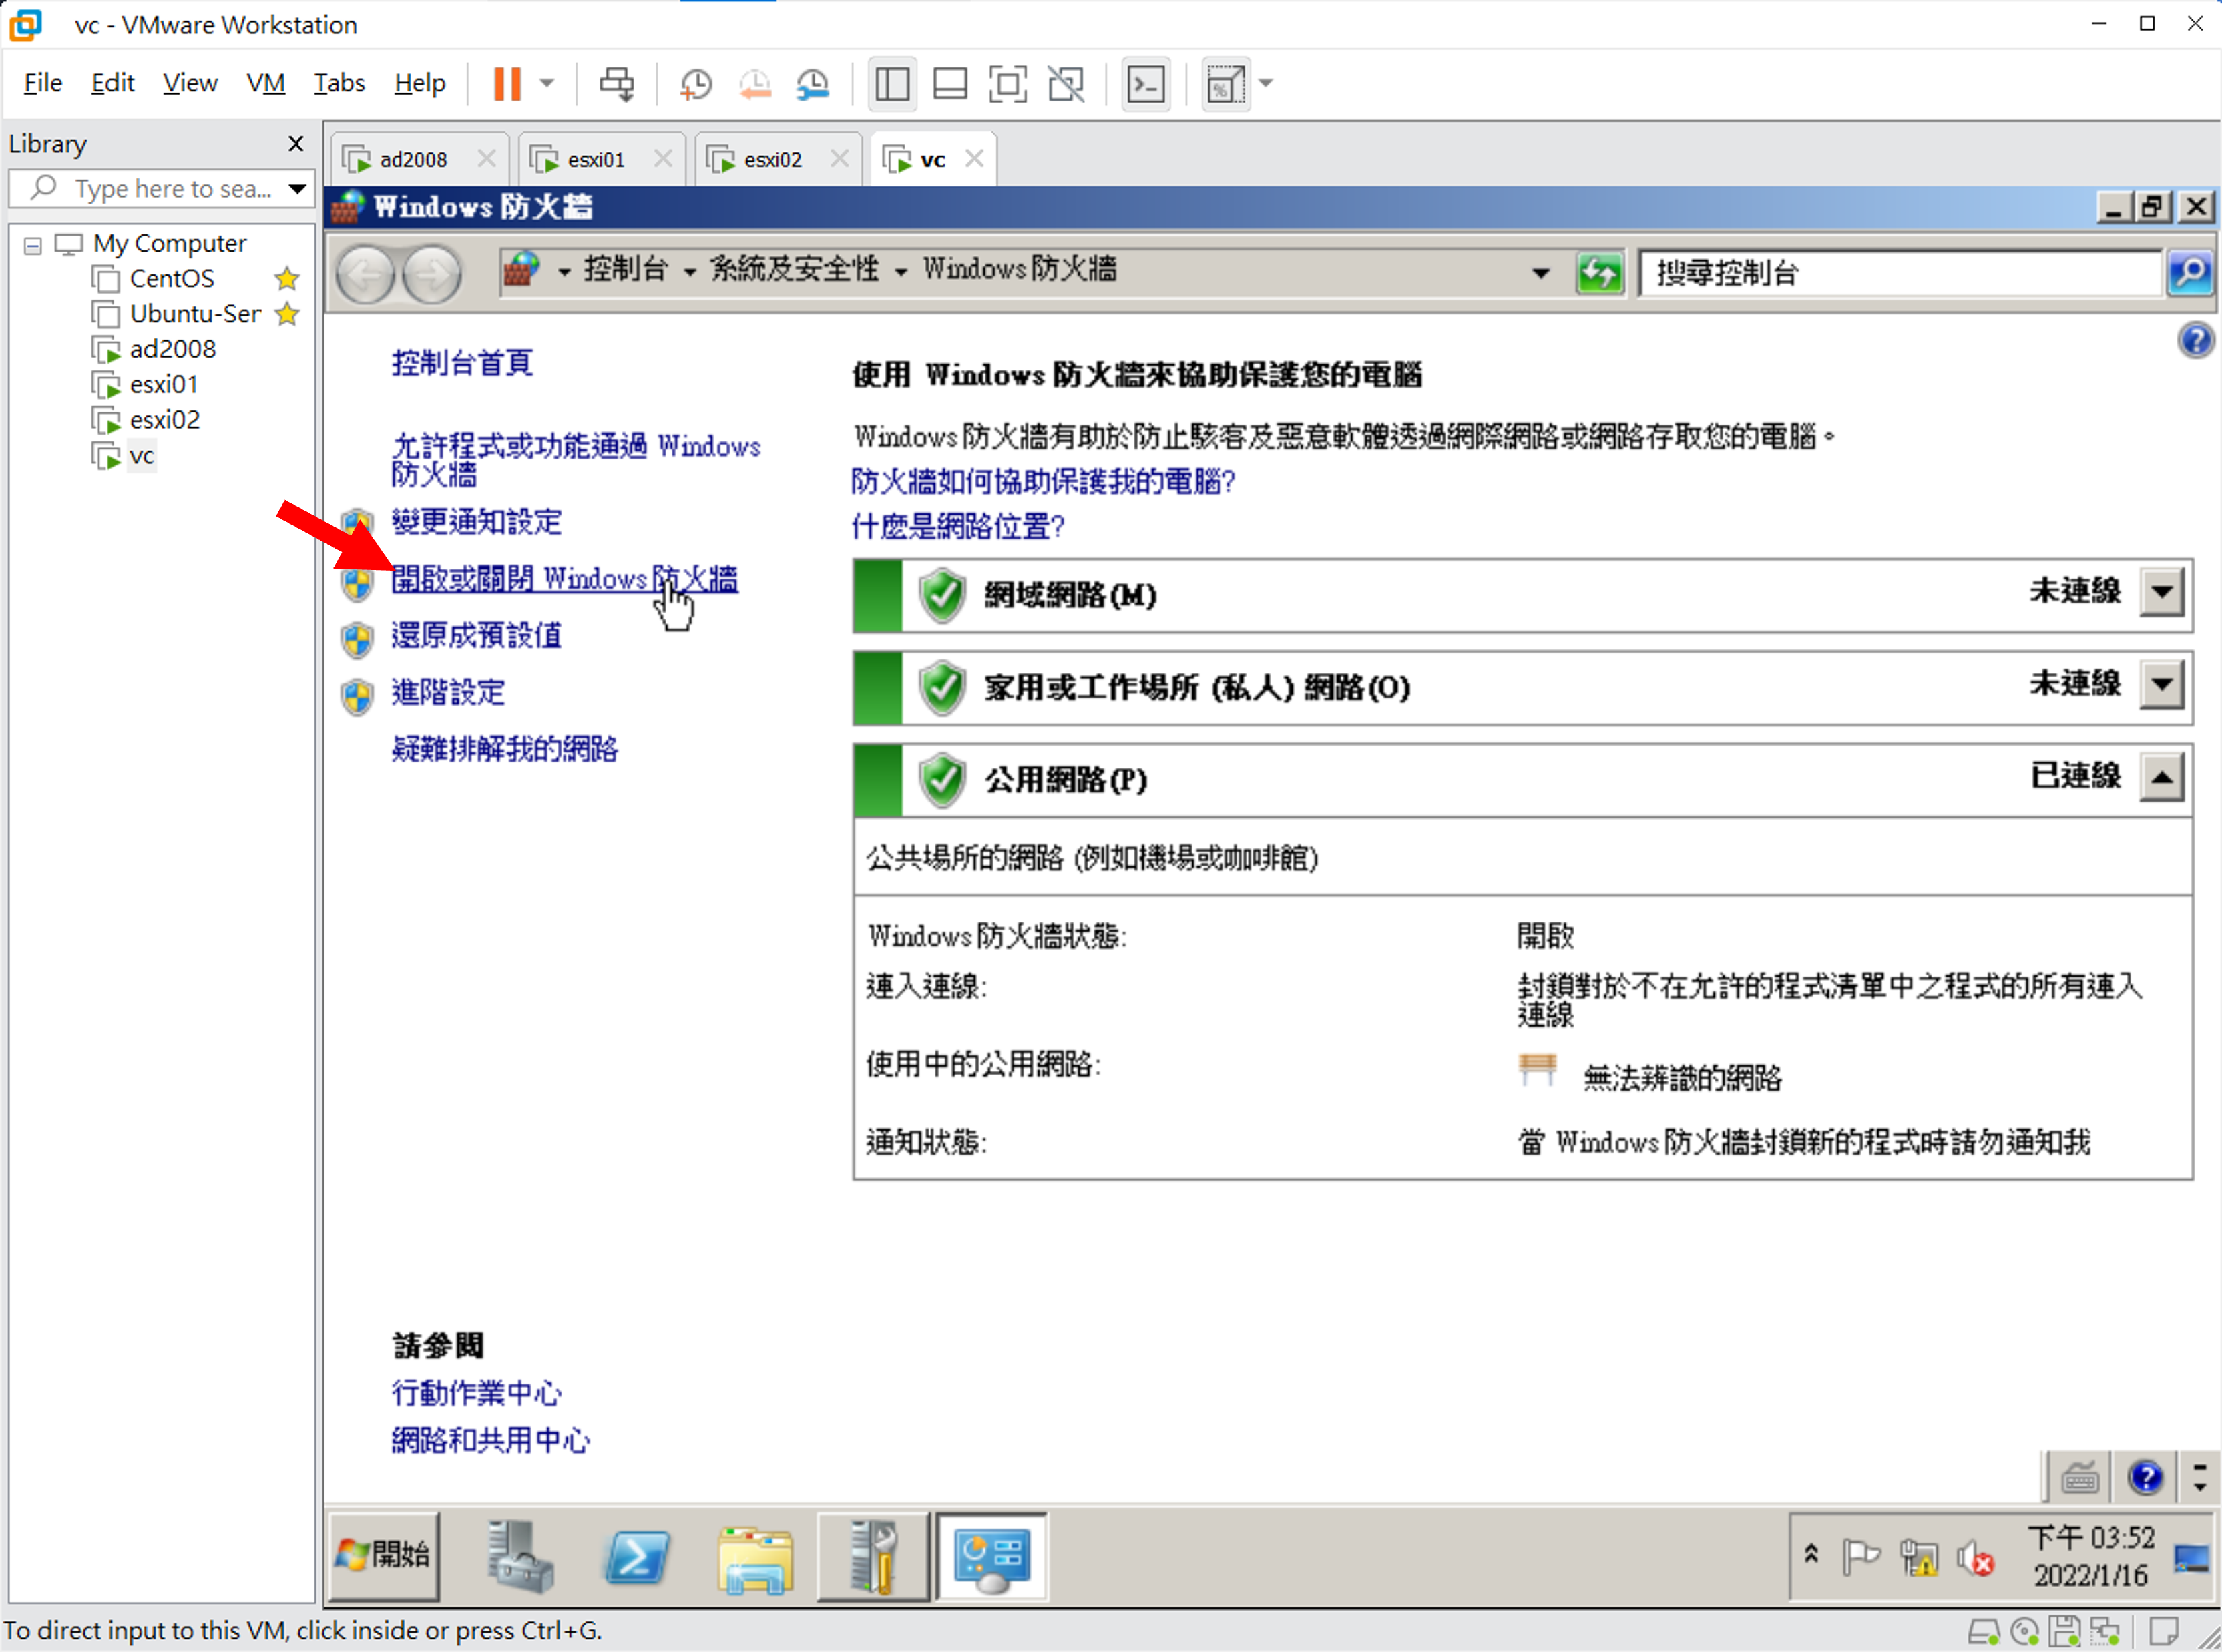 vc - VMware Workstation
File Edit View VM Tabs Help
Library
Type here to sea...
My Computer
CentOS
Ubuntu-Ser
ad2008
esxi01
esxi02
vc
ad2008 esxi01 esxi02 vc
Windows 防火牆
控制台 系統及安全性 Windows 防火牆
搜尋控制台
控制台首頁
允許程式或功能通過 Windows
防火牆
變更通知設定
開啟或關閉 Windows 防火牆
還原成預設值
進階設定
疑難排解我的網路
請參閱
行動作業中心
網路和共用中心
使用 Windows 防火牆來協助保護您的電腦
Windows 防火牆有助於防止駭客及惡意軟體透過網際網路或網路存取您的電腦。
防火牆如何協助保護我的電腦?
什麼是網路位置?
網域網路(M) 未連線
家用或工作場所 (私人) 網路(O) 未連線
公用網路(P) 已連線
公共場所的網路 (例如機場或咖啡館)
Windows 防火牆狀態: 開啟
連入連線: 封鎖對於不在允許的程式清單中之程式的所有連入
連線
使用中的公用網路: 無法辨識的網路
通知狀態: 當 Windows 防火牆封鎖新的程式時請勿通知我
開始
下午 03:52
2022/1/16
To direct input to this VM, click inside or press Ctrl+G.